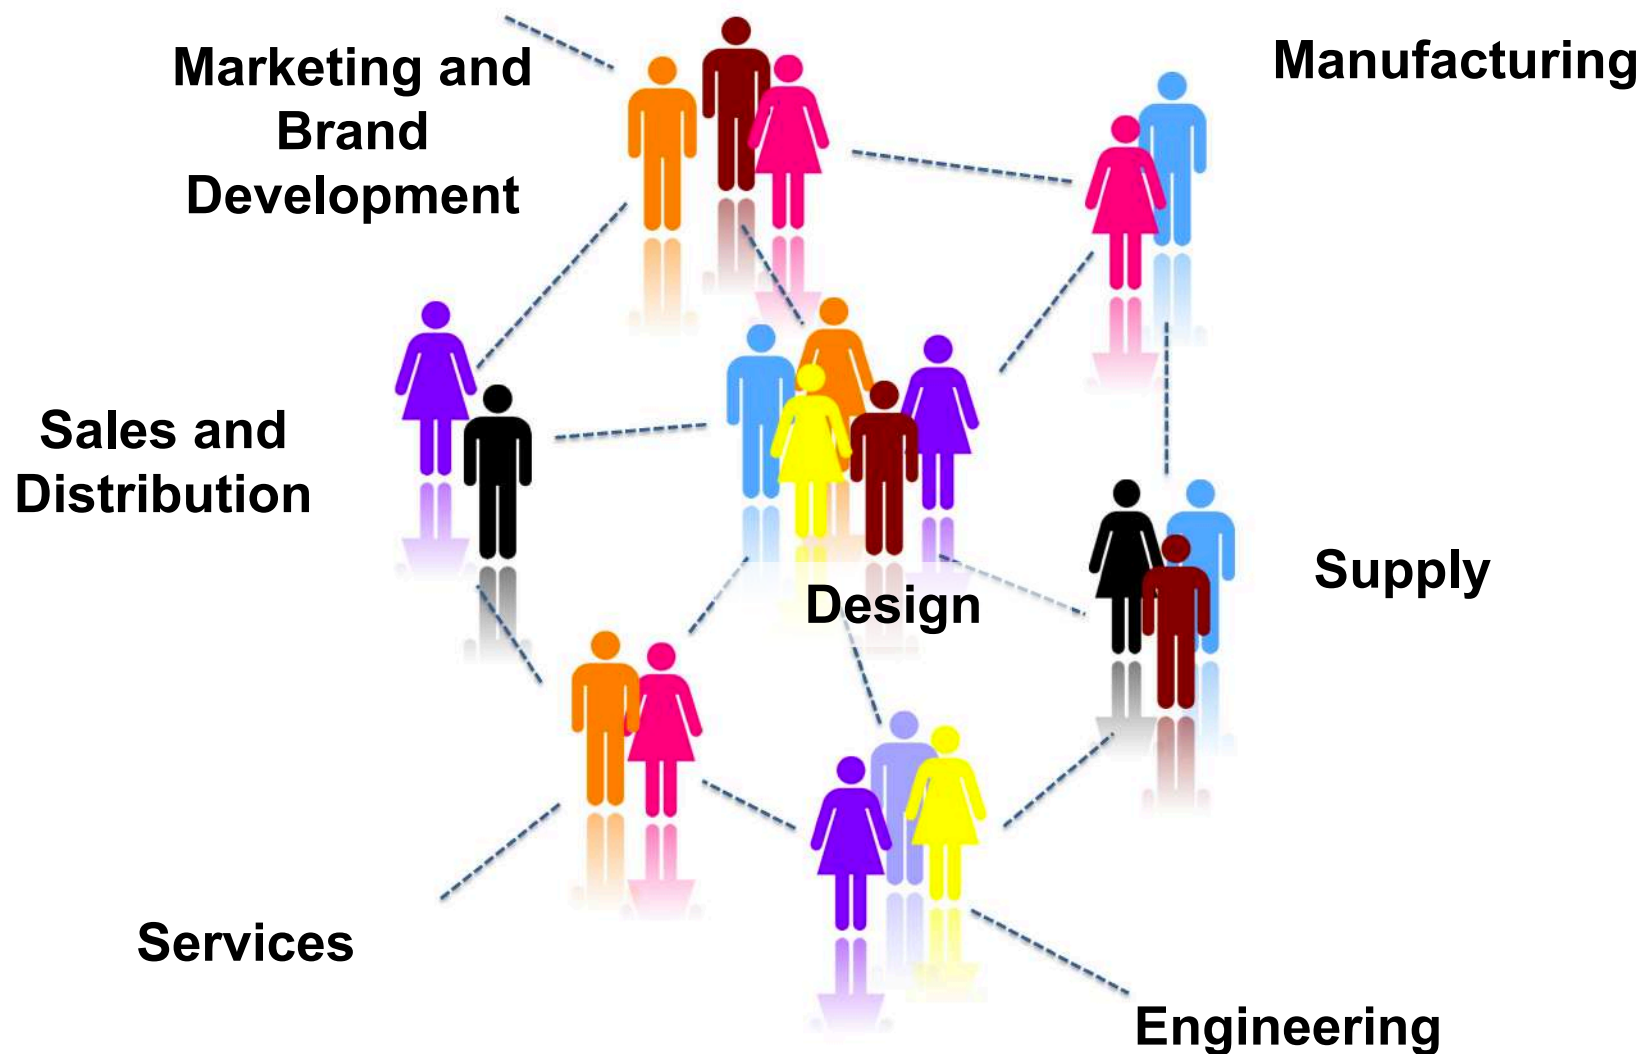 Marketing and
Brand
Development
Manufacturing
Sales and
Distribution
Design
Supply
Services
Engineering